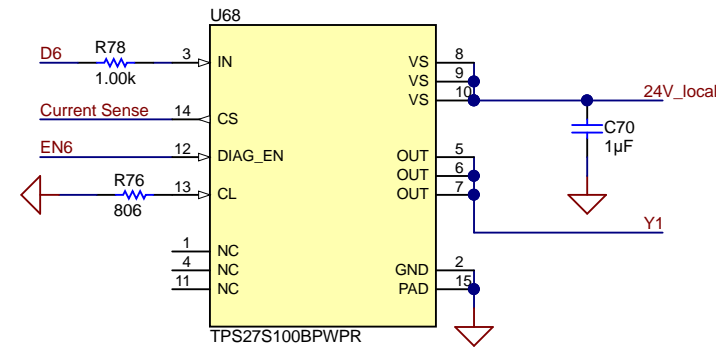 U68
D6
R78
1.00k
3
IN
Current Sense
14
CS
EN6
12
DIAG_EN
R76
806
13
CL
1
NC
4
NC
11
NC
VS
8
VS
9
VS
10
24V_local
C70
1µF
OUT
5
OUT
6
OUT
7
Y1
GND
2
PAD
15
TPS27S100BPWPR